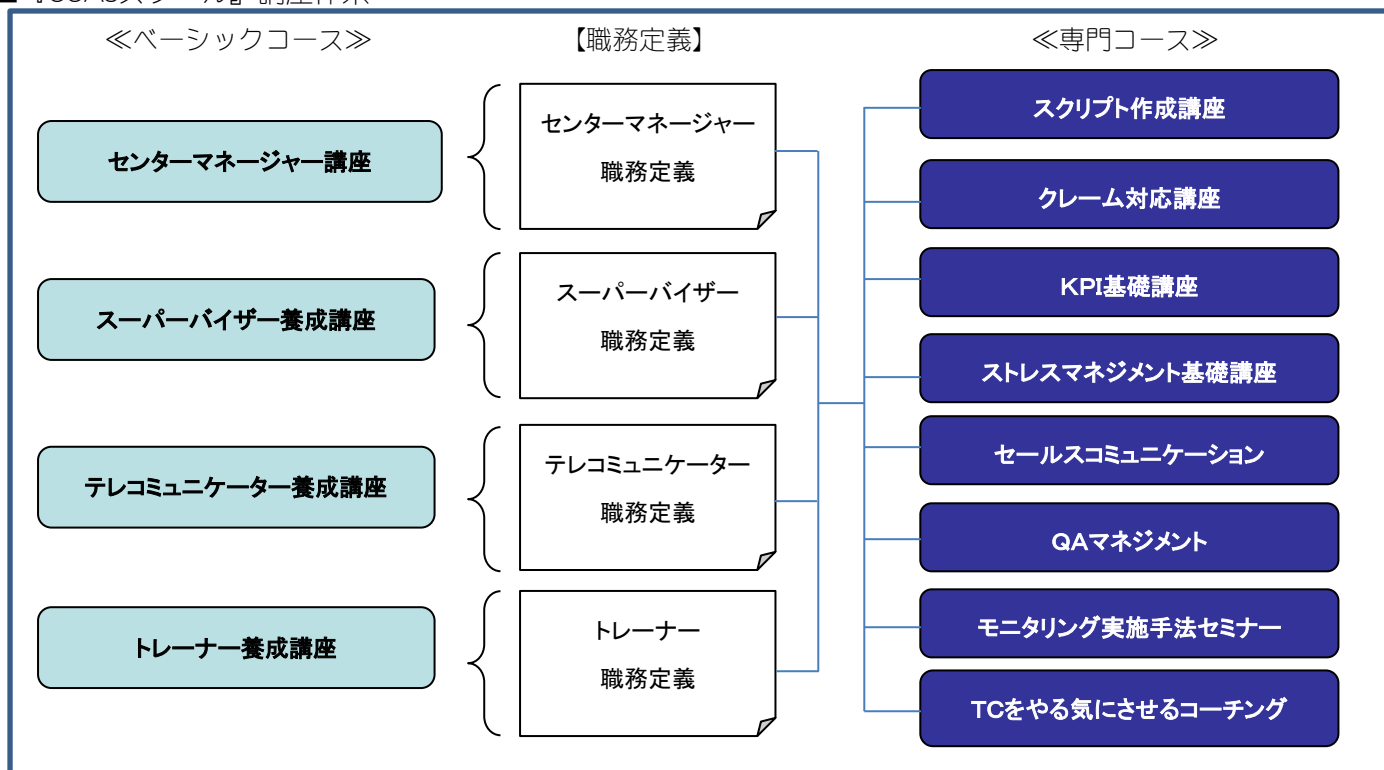 ≪ベーシックコース≫
【職務定義】
≪専門コース≫
センターマネージャー講座
スーパーバイザー養成講座
テレコミュニケーター養成講座
トレーナー養成講座
センターマネージャー
職務定義
スーパーバイザー
職務定義
テレコミュニケーター
職務定義
トレーナー
職務定義
スクリプト作成講座
クレーム対応講座
KPI基礎講座
ストレスマネジメント基礎講座
セールスコミュニケーション
QAマネジメント
モニタリング実施手法セミナー
TCをやる気にさせるコーチング